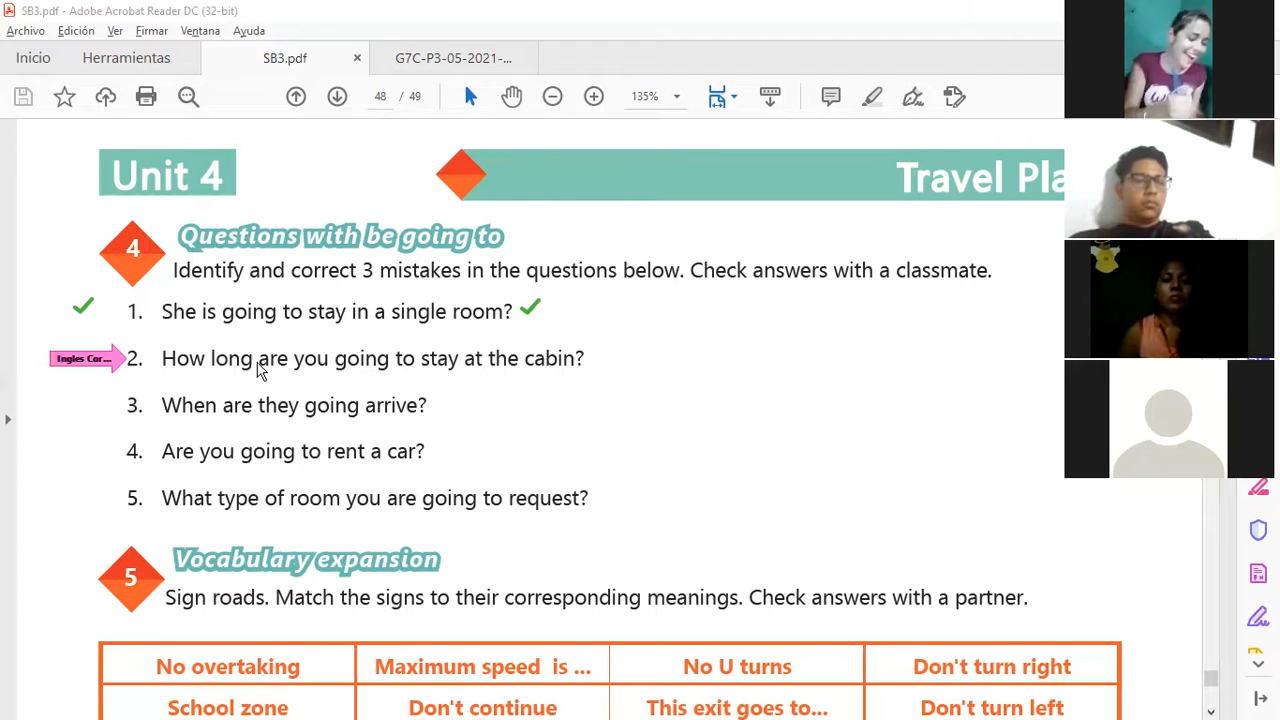 SB3.pdf - Adobe Acrobat Reader DC (32-bit)
Archivo Edición Ver Firmar Ventana Ayuda
Inicio Herramientas SB3.pdf × G7C-P3-05-2021-...
48 / 49 135%
Unit 4 Travel Pla
4 Questions with be going to
Identify and correct 3 mistakes in the questions below. Check answers with a classmate.
1. She is going to stay in a single room?
Ingles Cor... 2. How long are you going to stay at the cabin?
3. When are they going arrive?
4. Are you going to rent a car?
5. What type of room you are going to request?
5 Vocabulary expansion
Sign roads. Match the signs to their corresponding meanings. Check answers with a partner.
No overtaking Maximum speed is ... No U turns Don't turn right
School zone Don't continue This exit goes to... Don't turn left